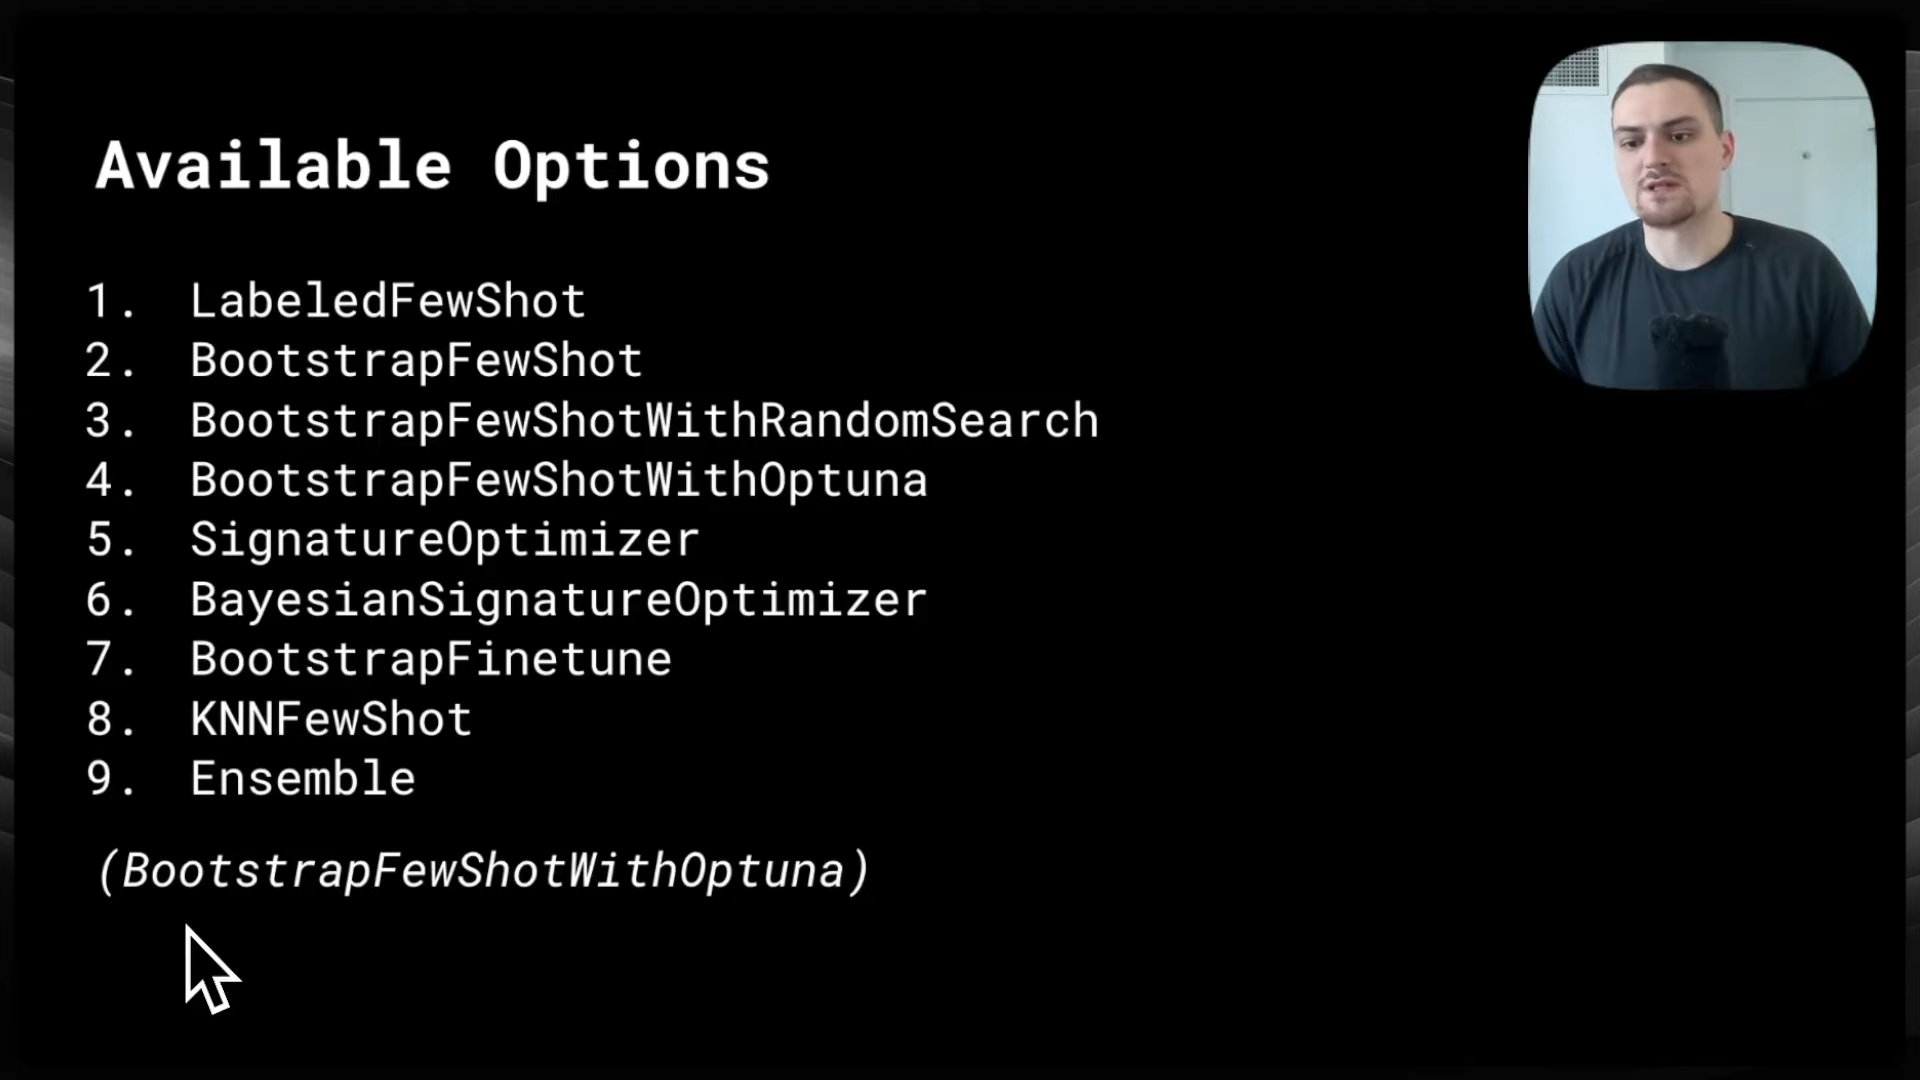 Available Options
1. LabeledFewShot
2. BootstrapFewShot
3. BootstrapFewShotWithRandomSearch
4. BootstrapFewShotWithOptuna
5. SignatureOptimizer
6. BayesianSignatureOptimizer
7. BootstrapFinetune
8. KNNFewShot
9. Ensemble
(BootstrapFewShotWithOptuna)